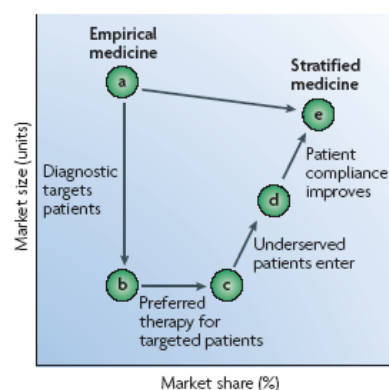 Empirical
medicine
a
Stratified
medicine
e
Market size (units)
Diagnostic
targets
patients
Patient
compliance
improves
d
Underserved
patients enter
b
c
Preferred
therapy for
targeted patients
Market share (%)